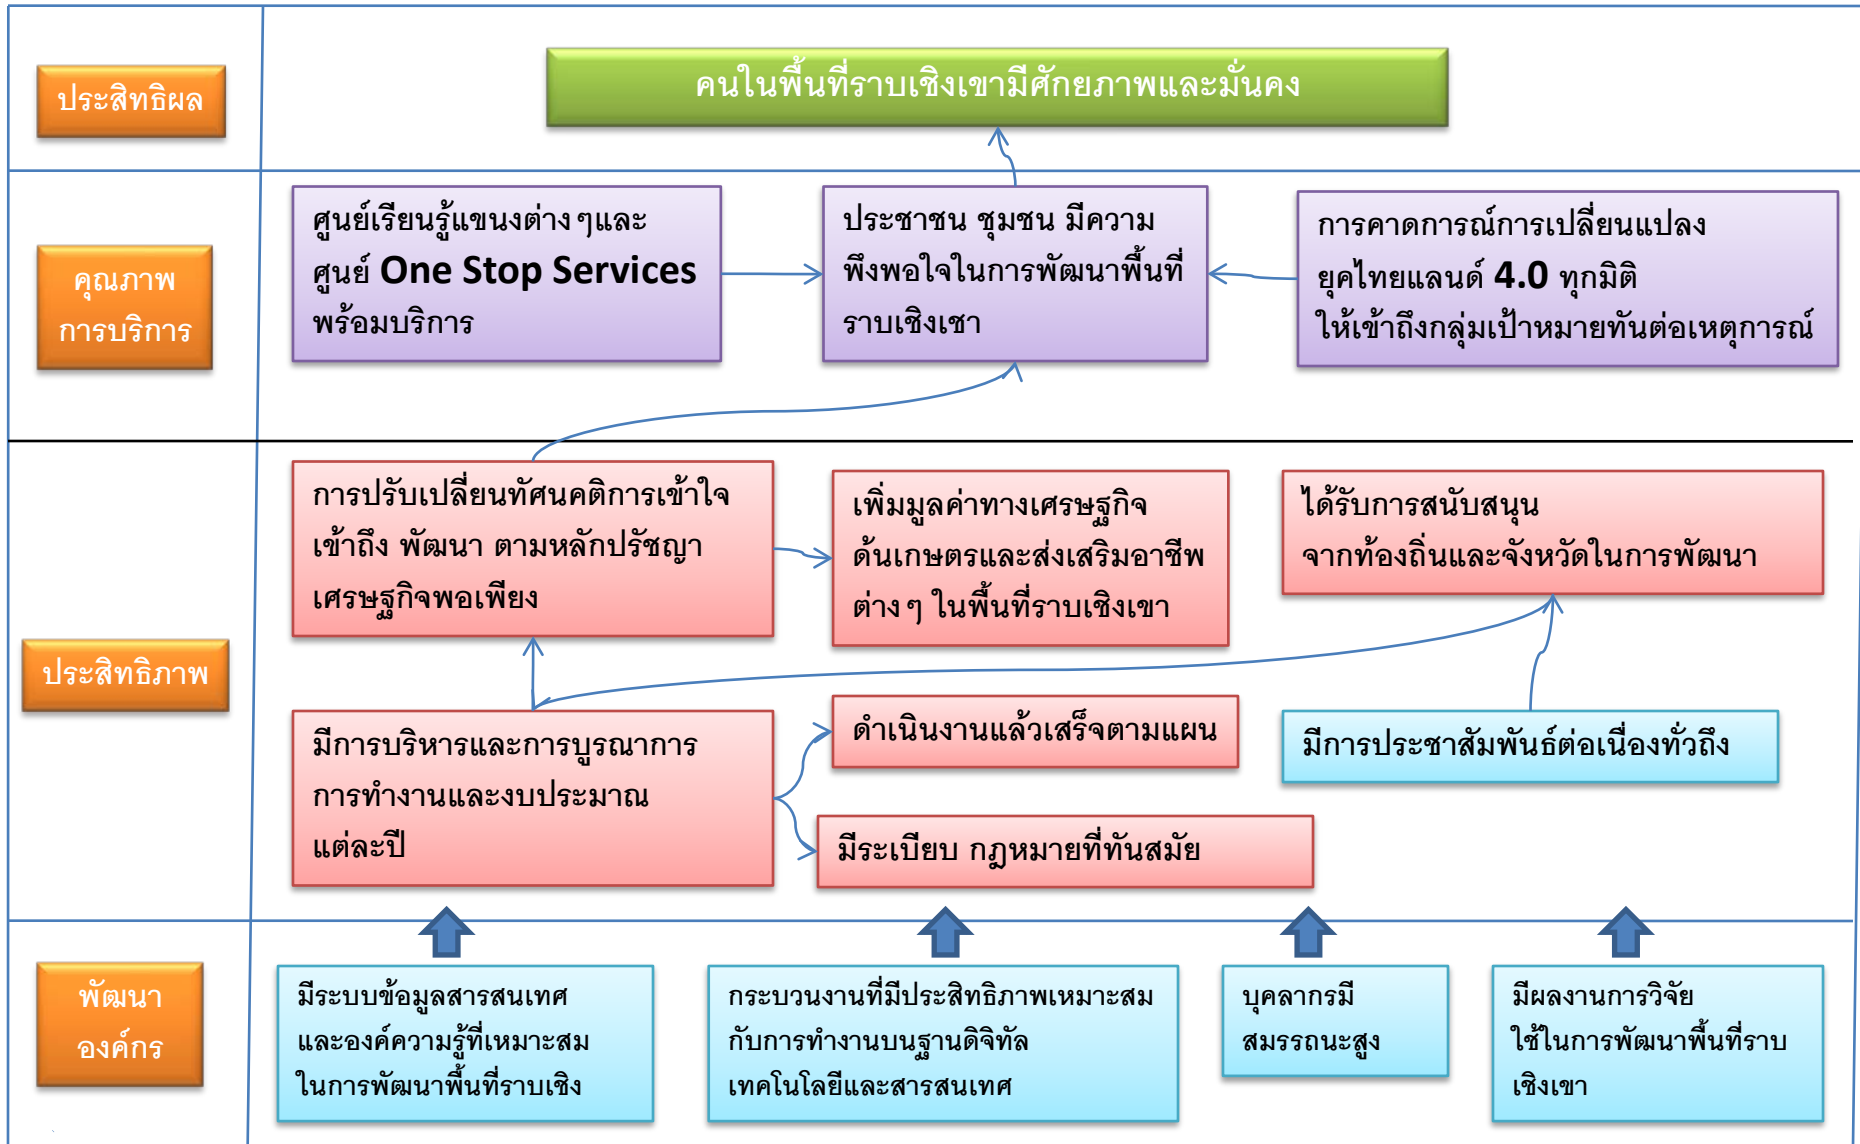 ประสิทธิผล
คนในพื้นที่ราบเชิงเขามีศักยภาพและมั่นคง
คุณภาพ
การบริการ
ศูนย์เรียนรู้แขนงต่างๆและ
ศูนย์ One Stop Services
พร้อมบริการ
ประชาชน ชุมชน มีความ
พึงพอใจในการพัฒนาพื้นที่
ราบเชิงเชา
การคาดการณ์การเปลี่ยนแปลง
ยุคไทยแลนด์ 4.0 ทุกมิติ
ให้เข้าถึงกลุ่มเป้าหมายทันต่อเหตุการณ์
ประสิทธิภาพ
การปรับเปลี่ยนทัศนคติการเข้าใจ
เข้าถึง พัฒนา ตามหลักปรัชญา
เศรษฐกิจพอเพียง
เพิ่มมูลค่าทางเศรษฐกิจ
ด้นเกษตรและส่งเสริมอาชีพ
ต่างๆ ในพื้นที่ราบเชิงเขา
ได้รับการสนับสนุน
จากท้องถิ่นและจังหวัดในการพัฒนา
มีการบริหารและการบูรณาการ
การทำงานและงบประมาณ
แต่ละปี
ดำเนินงานแล้วเสร็จตามแผน
มีระเบียบ กฎหมายที่ทันสมัย
มีการประชาสัมพันธ์ต่อเนื่องทั่วถึง
พัฒนา
องค์กร
มีระบบข้อมูลสารสนเทศ
และองค์ความรู้ที่เหมาะสม
ในการพัฒนาพื้นที่ราบเชิง
กระบวนงานที่มีประสิทธิภาพเหมาะสม
กับการทำงานบนฐานดิจิทัล
เทคโนโลยีและสารสนเทศ
บุคลากรมี
สมรรถนะสูง
มีผลงานการวิจัย
ใช้ในการพัฒนาพื้นที่ราบ
เชิงเขา